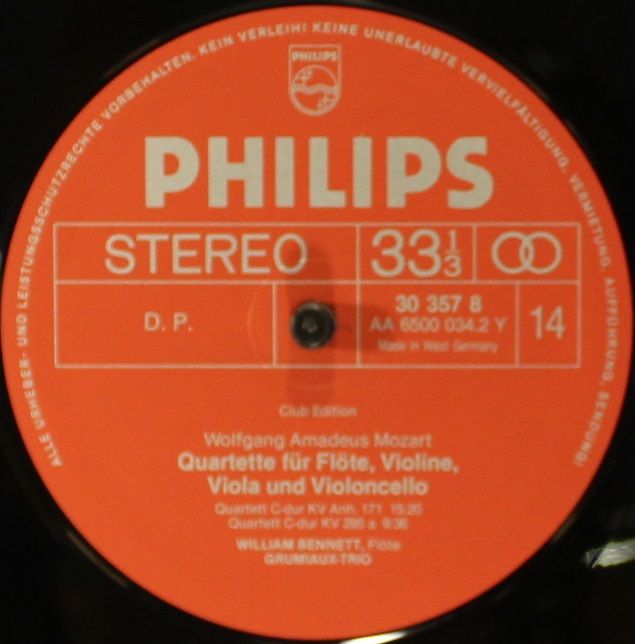 ALLE URHEBER- UND LEISTUNGSSCHUTZRECHTE VORBEHALTEN. KEIN VERLEIH! KEINE UNERLAUBTE VERVIELFÄLTIGUNG, VERMIETUNG, AUFFÜHRUNG, SENDUNG!
PHILIPS
PHILIPS
STEREO 33 1/3
D. P. 30 357 8 14
AA 6500 034.2 Y
Made in West Germany
Club Edition
Wolfgang Amadeus Mozart
Quartette für Flöte, Violine,
Viola und Violoncello
Quartett C-dur KV Anh. 171 15:20
Quartett C-dur KV 285 a 9:36
WILLIAM BENNETT, Flöte
GRUMIAUX-TRIO